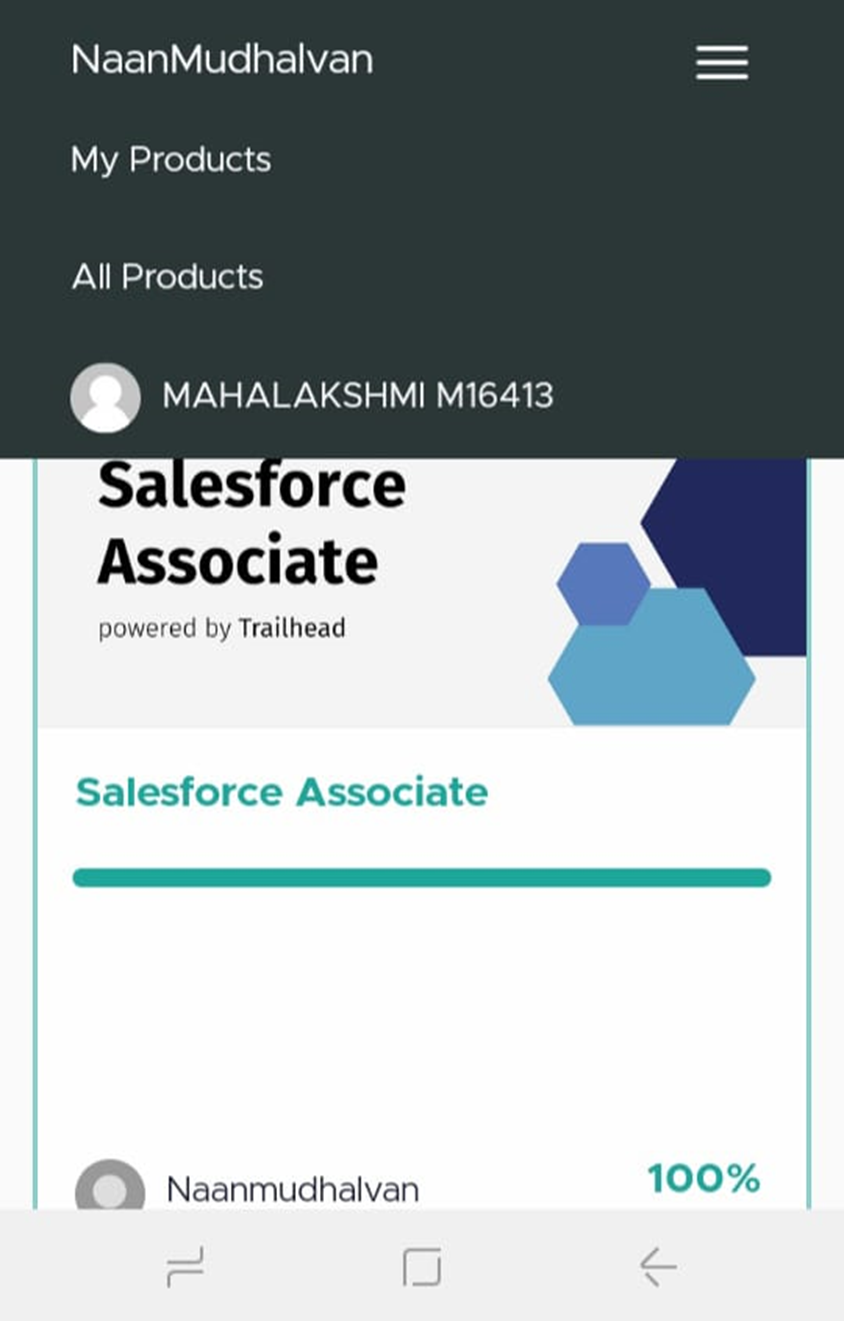 NaanMudhalvan
My Products
All Products
MAHALAKSHMI M16413
Salesforce
Associate
powered by Trailhead
Salesforce Associate
Naanmudhalvan
100%